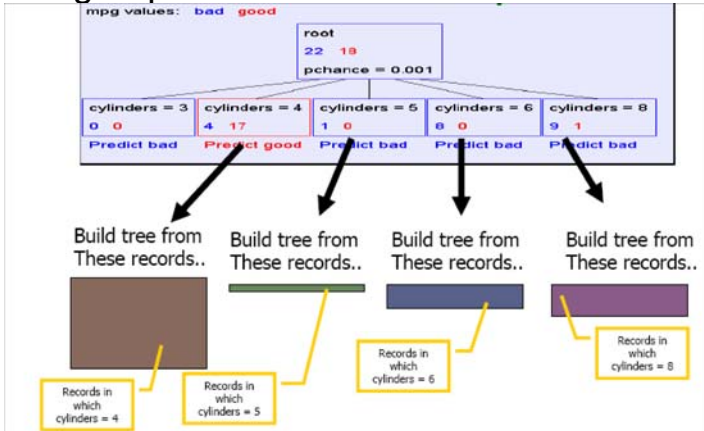 mpg values: bad good
root
22 18
pchance = 0.001
cylinders = 3 cylinders = 4 cylinders = 5 cylinders = 6 cylinders = 8
0 0 4 17 1 0 8 0 9 1
Predict bad Predict good Predict bad Predict bad Predict bad
Build tree from Build tree from Build tree from Build tree from
These records.. These records.. These records.. These records..
Records in
which
cylinders = 4
Records in
which
cylinders = 5
Records in
which
cylinders = 6
Records in
which
cylinders = 8